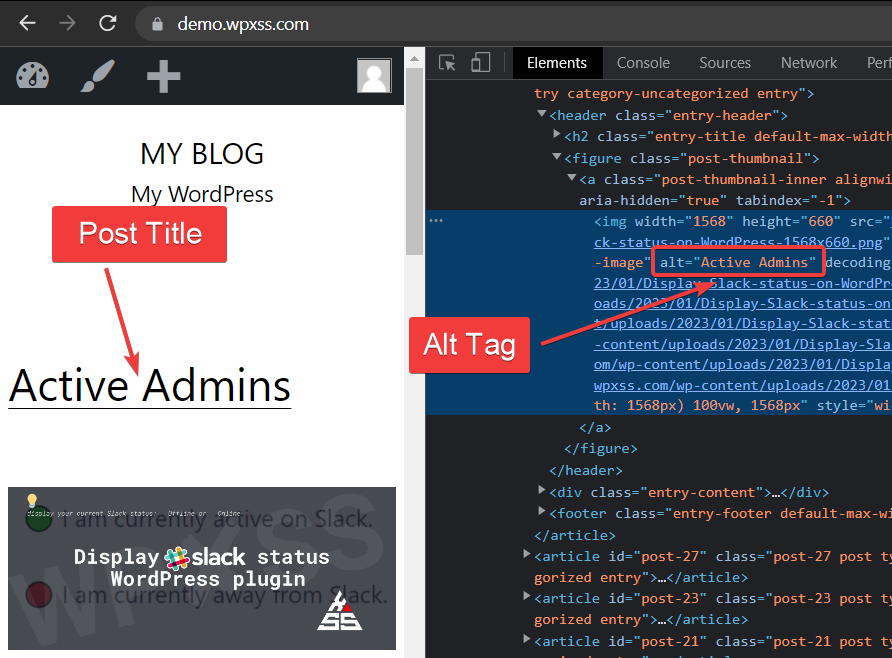 demo.wpxss.com
MY BLOG
My WordPress
Post Title
Active Admins
display your current Slack status: Offline or Online
I am currently active on Slack.
Display slack status
WordPress plugin
I am currently away from Slack.
WPXSS
XSS
Elements Console Sources Network Perf
try category-uncategorized entry">
<header class="entry-header">
<h2 class="entry-title default-max-width
<figure class="post-thumbnail">
<a class="post-thumbnail-inner alignwi
aria-hidden="true" tabindex="-1">
<img width="1568" height="660" src="
ck-status-on-WordPress-1568x660.png"
-image" alt="Active Admins" decoding
23/01/Display-Slack-status-on-WordPr
oads/2023/01/Display-Slack-status-on
t/uploads/2023/01/Display-Slack-stat
Alt Tag
-content/uploads/2023/01/Display-Sla
om/wp-content/uploads/2023/01/Displa
wpxss.com/wp-content/uploads/2023/01
th: 1568px) 100vw, 1568px" style="wi
</a>
</figure>
</header>
<div class="entry-content">…</div>
<footer class="entry-footer default-max-wi
</article>
<article id="post-27" class="post-27 post ty
gorized entry">…</article>
<article id="post-23" class="post-23 post ty
gorized entry">…</article>
<article id="post-21" class="post-21 post ty